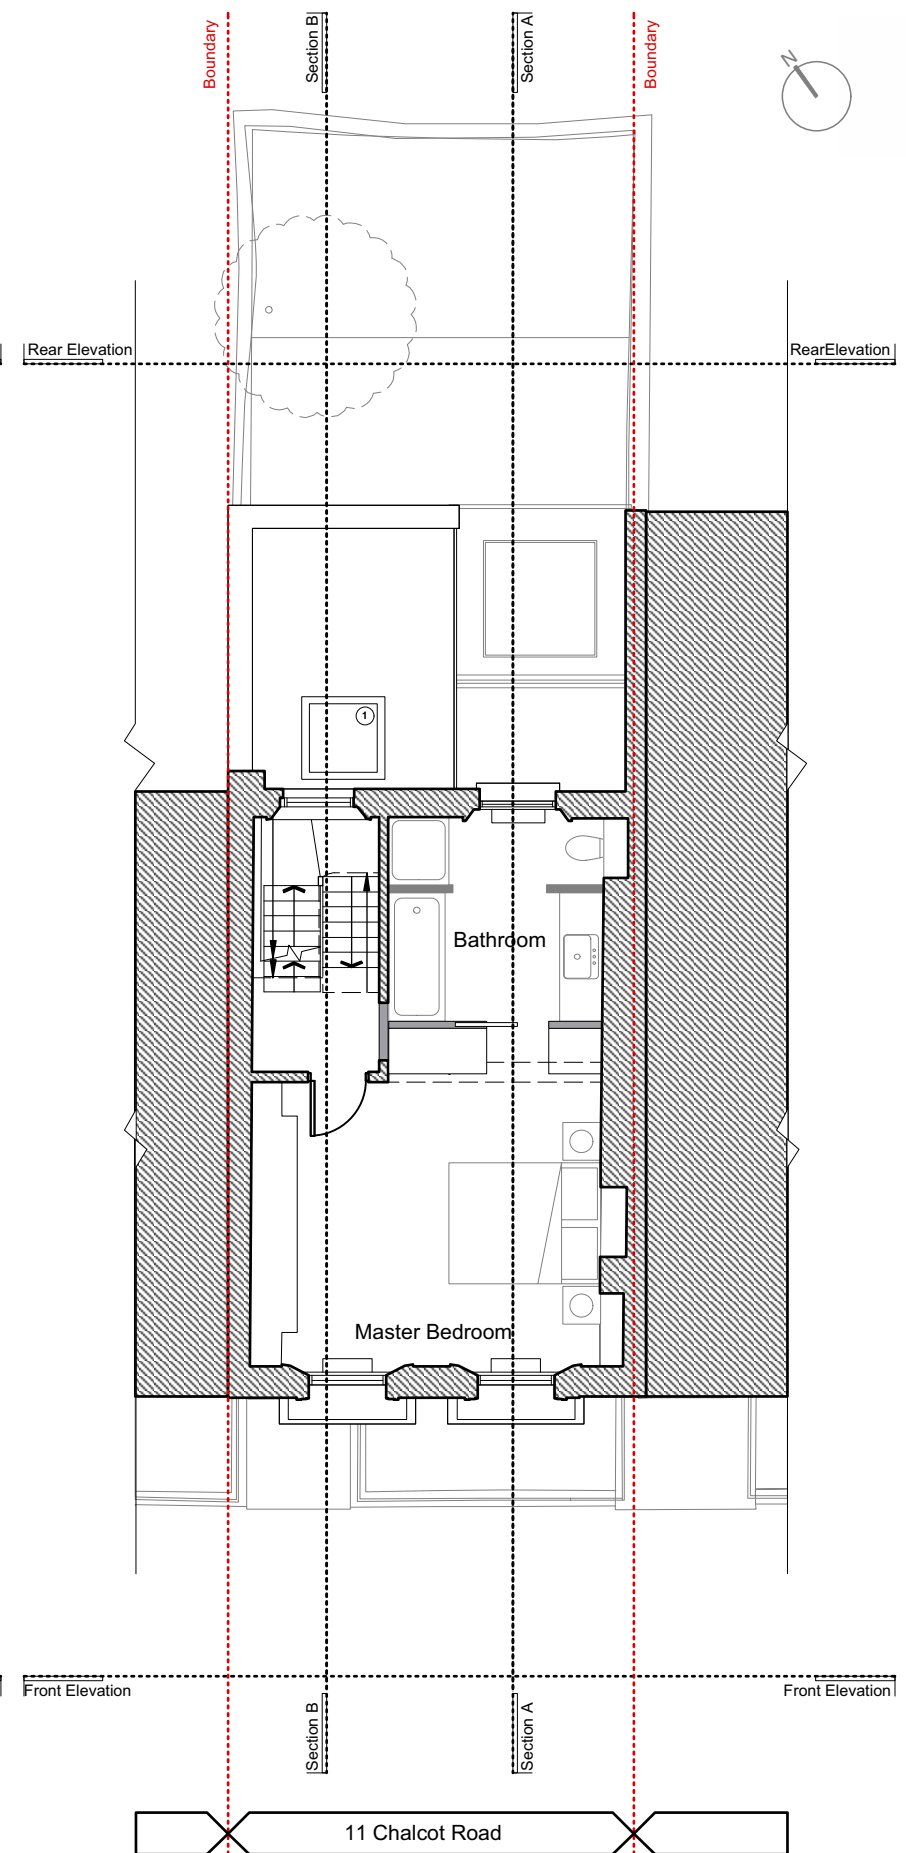 Boundary
Section B
Section A
Boundary
N
Rear Elevation
RearElevation
1
Bathroom
Master Bedroom
Front Elevation
Front Elevation
Section B
Section A
11 Chalcot Road